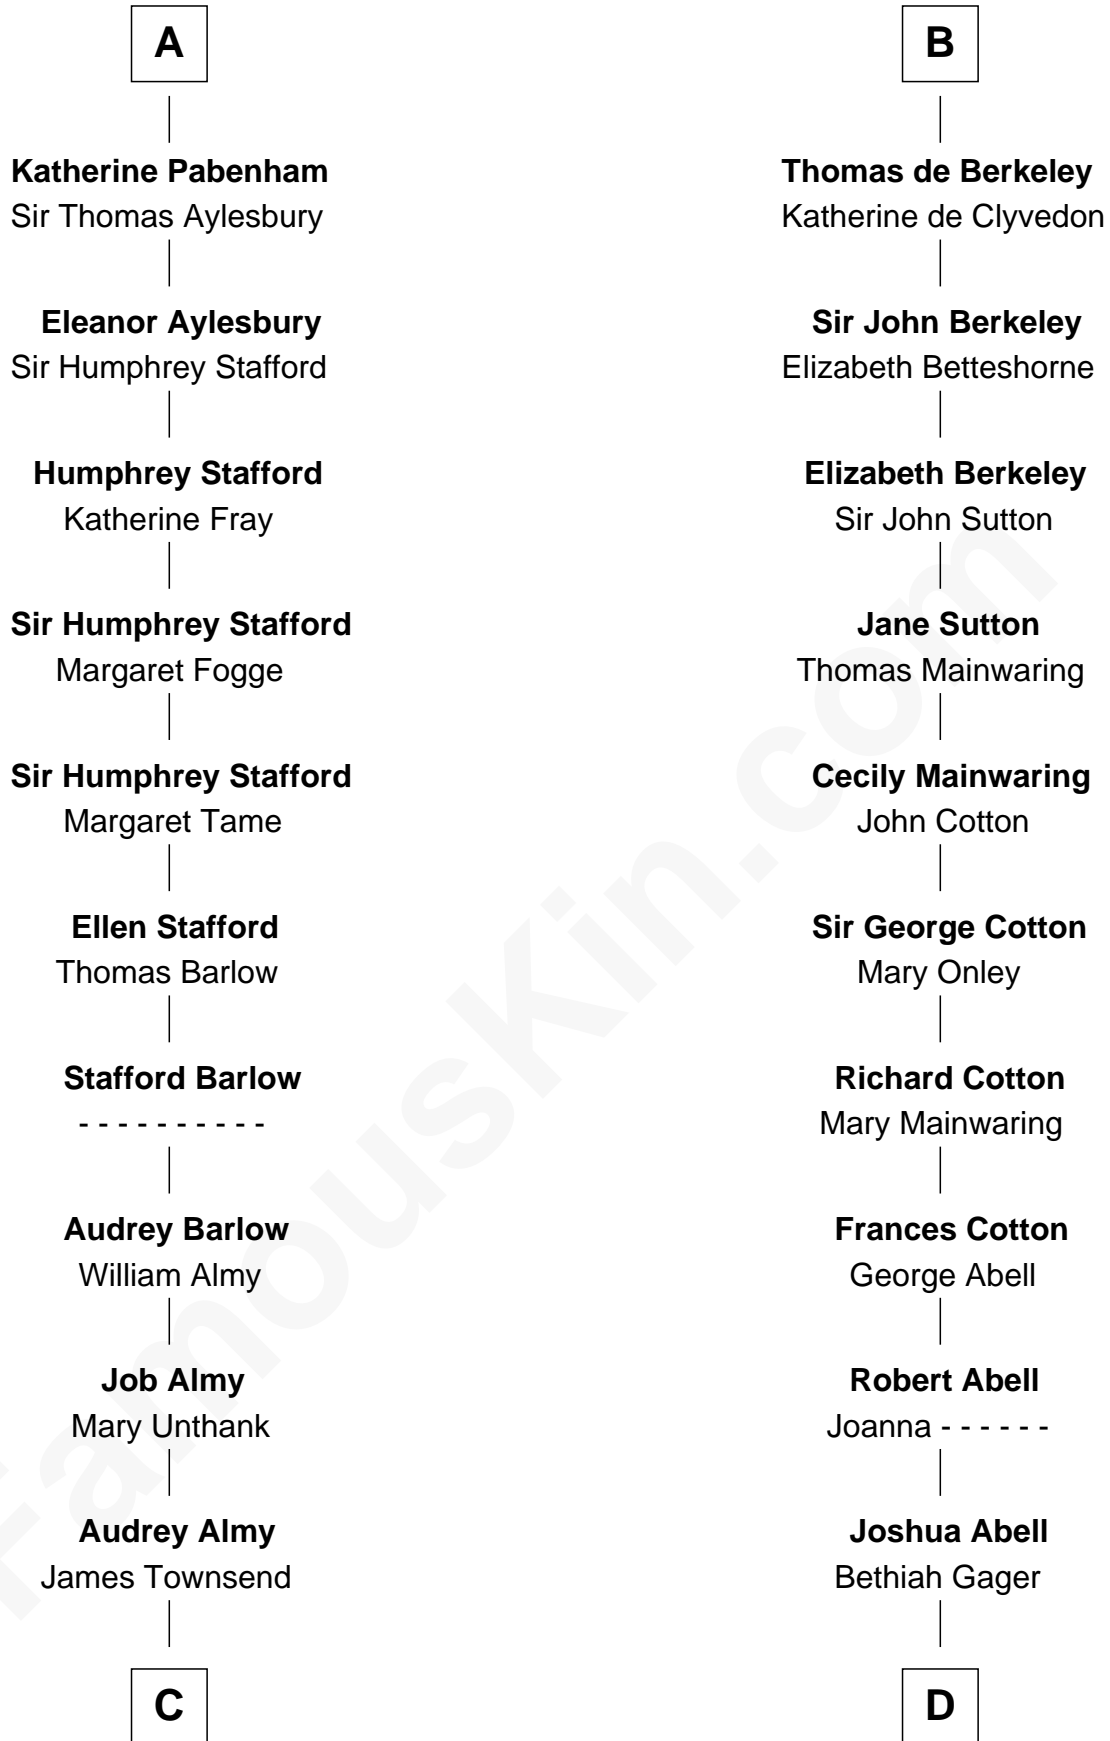 A
Katherine Pabenham
Sir Thomas Aylesbury
Eleanor Aylesbury
Sir Humphrey Stafford
Humphrey Stafford
Katherine Fray
Sir Humphrey Stafford
Margaret Fogge
Sir Humphrey Stafford
Margaret Tame
Ellen Stafford
Thomas Barlow
Stafford Barlow
- - - - - - - - - -
Audrey Barlow
William Almy
Job Almy
Mary Unthank
Audrey Almy
James Townsend
C
B
Thomas de Berkeley
Katherine de Clyvedon
Sir John Berkeley
Elizabeth Betteshorne
Elizabeth Berkeley
Sir John Sutton
Jane Sutton
Thomas Mainwaring
Cecily Mainwaring
John Cotton
Sir George Cotton
Mary Onley
Richard Cotton
Mary Mainwaring
Frances Cotton
George Abell
Robert Abell
Joanna - - - - - -
Joshua Abell
Bethiah Gager
D
FamousKin.com